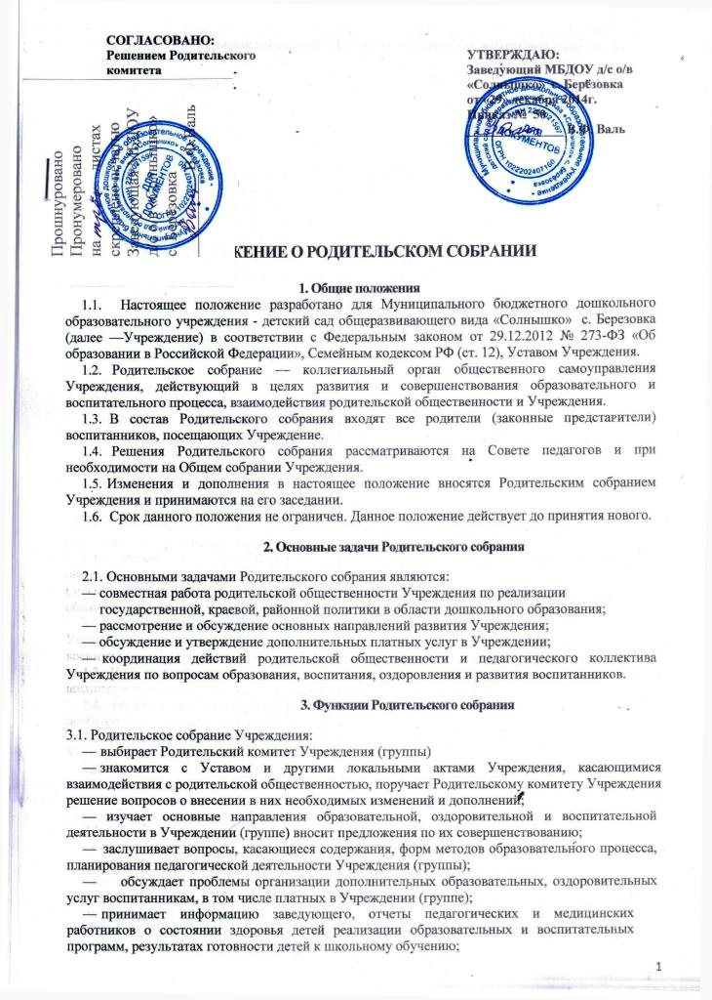 СОГЛАСОВАНО:
Решением Родительского
комитета
УТВЕРЖДАЮ:
Заведующий МБДОУ д/с о/в
«Солнышко» с. Берёзовка
от «29» декабря 2014г.
Приказ № 50
В.Ф. Валь
Прошнуровано
Пронумеровано
на листах
ДЛЯ
ДОКУМЕНТОВ
ДЛЯ
ДОКУМЕНТОВ
ОГРН 1022202407160
ЖЕНИЕ О РОДИТЕЛЬСКОМ СОБРАНИИ
1. Общие положения
1.1. Настоящее положение разработано для Муниципального бюджетного дошкольного
образовательного учреждения - детский сад общеразвивающего вида «Солнышко» с. Березовка
(далее —Учреждение) в соответствии с Федеральным законом от 29.12.2012 № 273-ФЗ «Об
образовании в Российской Федерации», Семейным кодексом РФ (ст. 12), Уставом Учреждения.
1.2. Родительское собрание — коллегиальный орган общественного самоуправления
Учреждения, действующий в целях развития и совершенствования образовательного и
воспитательного процесса, взаимодействия родительской общественности и Учреждения.
1.3. В состав Родительского собрания входят все родители (законные представители)
воспитанников, посещающих Учреждение.
1.4. Решения Родительского собрания рассматриваются на Совете педагогов и при
необходимости на Общем собрании Учреждения.
1.5. Изменения и дополнения в настоящее положение вносятся Родительским собранием
Учреждения и принимаются на его заседании.
1.6. Срок данного положения не ограничен. Данное положение действует до принятия нового.
2. Основные задачи Родительского собрания
2.1. Основными задачами Родительского собрания являются:
— совместная работа родительской общественности Учреждения по реализации
государственной, краевой, районной политики в области дошкольного образования;
— рассмотрение и обсуждение основных направлений развития Учреждения;
— обсуждение и утверждение дополнительных платных услуг в Учреждении;
— координация действий родительской общественности и педагогического коллектива
Учреждения по вопросам образования, воспитания, оздоровления и развития воспитанников.
3. Функции Родительского собрания
3.1. Родительское собрание Учреждения:
— выбирает Родительский комитет Учреждения (группы)
— знакомится с Уставом и другими локальными актами Учреждения, касающимися
взаимодействия с родительской общественностью, поручает Родительскому комитету Учреждения
решение вопросов о внесении в них необходимых изменений и дополнений;
— изучает основные направления образовательной, оздоровительной и воспитательной
деятельности в Учреждении (группе) вносит предложения по их совершенствованию;
— заслушивает вопросы, касающиеся содержания, форм методов образовательного процесса,
планирования педагогической деятельности Учреждения (группы);
— обсуждает проблемы организации дополнительных образовательных, оздоровительных
услуг воспитанникам, в том числе платных в Учреждении (группе);
— принимает информацию заведующего, отчеты педагогических и медицинских
работников о состоянии здоровья детей реализации образовательных и воспитательных
программ, результатах готовности детей к школьному обучению;
1